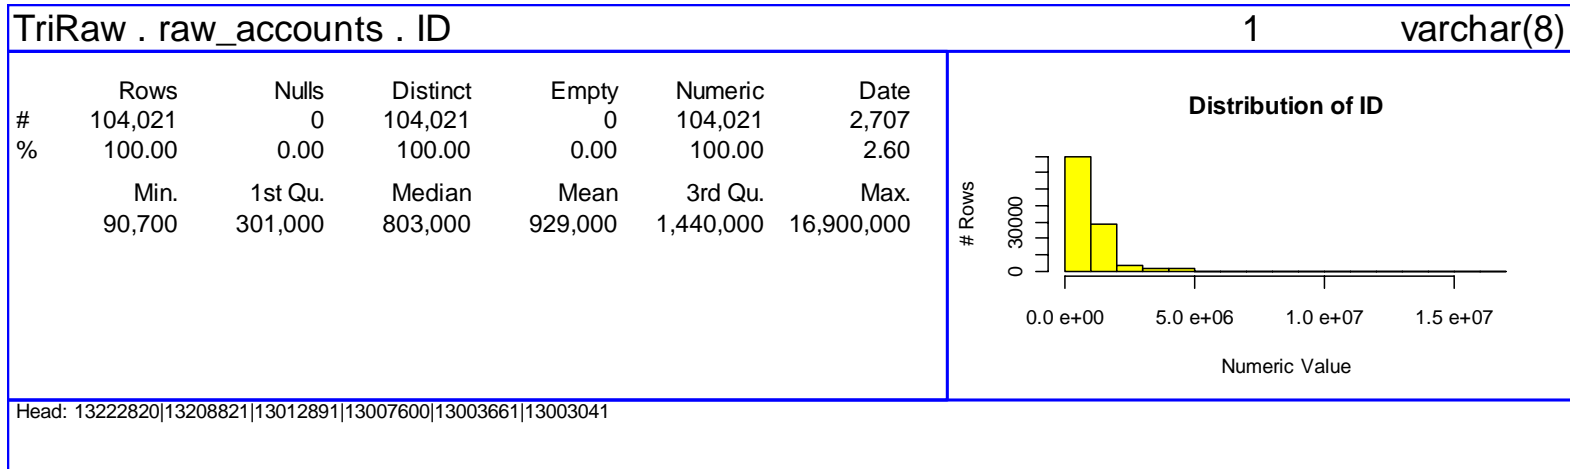 TriRaw . raw_accounts . ID 1 varchar(8)
Rows Nulls Distinct Empty Numeric Date
# 104,021 0 104,021 0 104,021 2,707
% 100.00 0.00 100.00 0.00 100.00 2.60
Min. 1st Qu. Median Mean 3rd Qu. Max.
90,700 301,000 803,000 929,000 1,440,000 16,900,000
Distribution of ID
# Rows
30000
0
0.0 e+00 5.0 e+06 1.0 e+07 1.5 e+07
Numeric Value
Head: 13222820|13208821|13012891|13007600|13003661|13003041